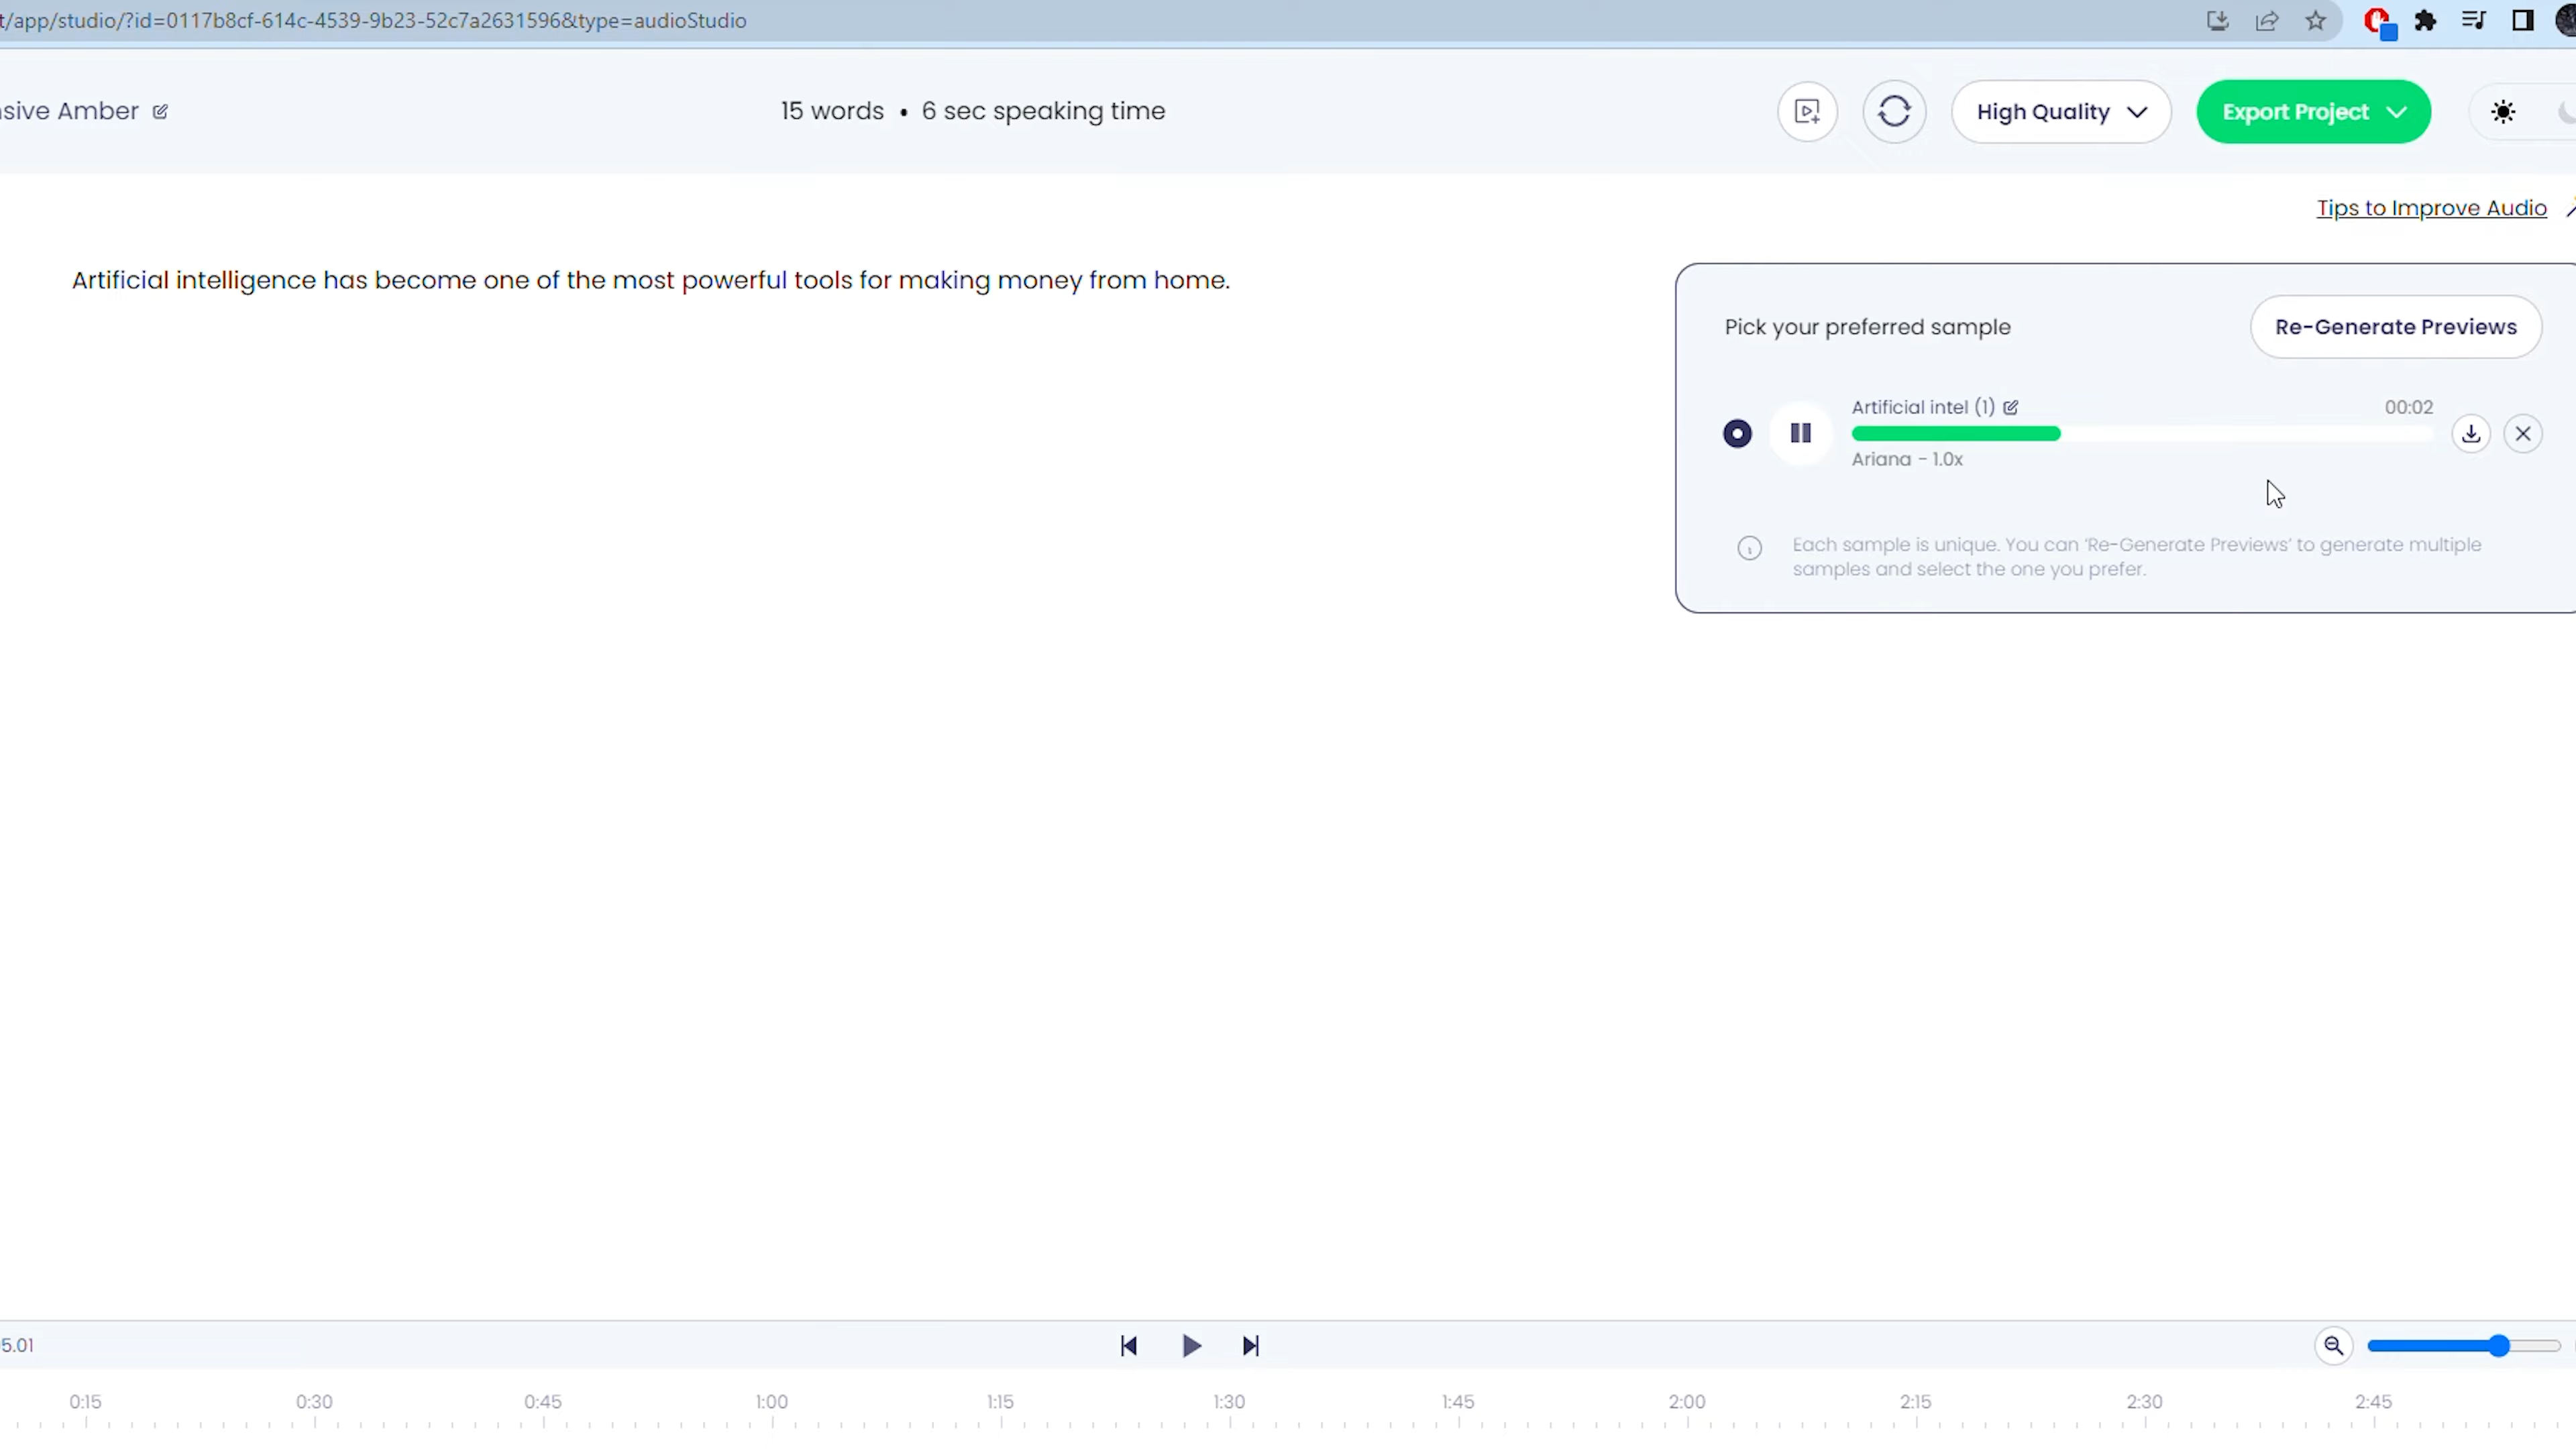 t/app/studio/?id=0117b8cf-614c-4539-9b23-52c7a2631596&type=audioStudio
nsive Amber
15 words • 6 sec speaking time
High Quality
Export Project
Tips to Improve Audio
Artificial intelligence has become one of the most powerful tools for making money from home.
Pick your preferred sample
Re-Generate Previews
Artificial intel (1)
00:02
Ariana - 1.0x
Each sample is unique. You can 'Re-Generate Previews' to generate multiple
samples and select the one you prefer.
5.01
0:15 0:30 0:45 1:00 1:15 1:30 1:45 2:00 2:15 2:30 2:45